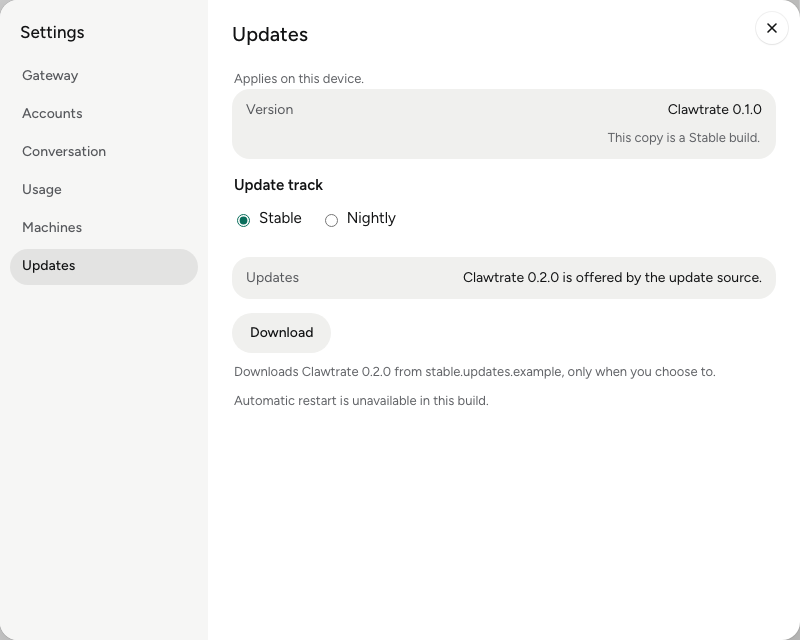 Settings
Gateway
Accounts
Conversation
Usage
Machines
Updates
Updates
Applies on this device.
Version
Clawtrate 0.1.0
This copy is a Stable build.
Update track
Stable
Nightly
Updates
Clawtrate 0.2.0 is offered by the update source.
Download
Downloads Clawtrate 0.2.0 from stable.updates.example, only when you choose to.
Automatic restart is unavailable in this build.